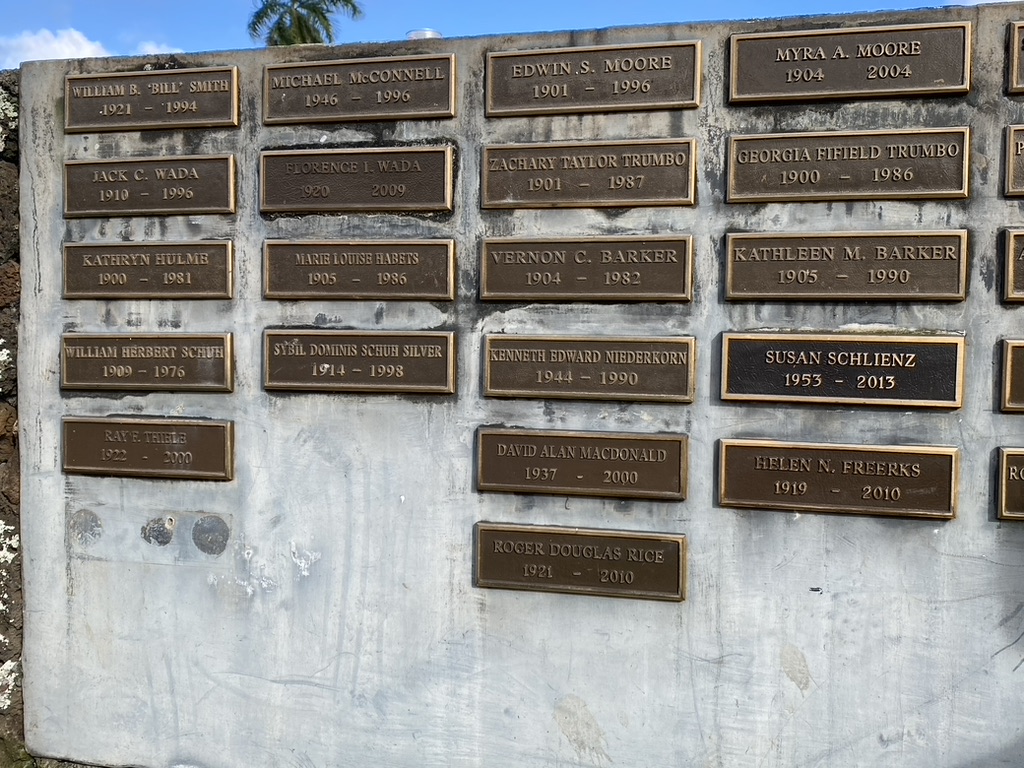 WILLIAM B. "BILL" SMITH
1921 - 1994
MICHAEL McCONNELL
1946 - 1996
EDWIN S. MOORE
1901 - 1996
MYRA A. MOORE
1904 2004
JACK C. WADA
1910 - 1996
FLORENCE I. WADA
1920 2009
ZACHARY TAYLOR TRUMBO
1901 - 1987
GEORGIA FIFIELD TRUMBO
1900 - 1986
KATHRYN HULME
1900 - 1981
MARIE LOUISE HABETS
1905 - 1986
VERNON C. BARKER
1904 - 1982
KATHLEEN M. BARKER
1905 - 1990
WILLIAM HERBERT SCHUH
1909 - 1976
SYBIL DOMINIS SCHUH SILVER
1914 - 1998
KENNETH EDWARD NIEDERKORN
1944 - 1990
SUSAN SCHLIENZ
1953 - 2013
RAY F. THIELE
1922 - 2000
DAVID ALAN MACDONALD
1937 - 2000
HELEN N. FREERKS
1919 - 2010
ROGER DOUGLAS RICE
1921 - 2010